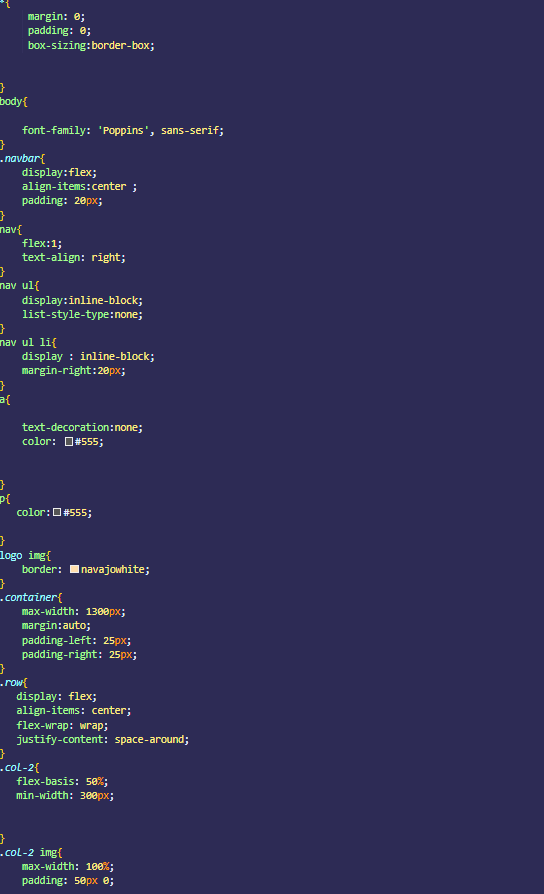 *{
margin: 0;
padding: 0;
box-sizing:border-box;
}
body{
font-family: 'Poppins', sans-serif;
}
.navbar{
display:flex;
align-items:center ;
padding: 20px;
}
nav{
flex:1;
text-align: right;
}
nav ul{
display:inline-block;
list-style-type:none;
}
nav ul li{
display : inline-block;
margin-right:20px;
}
a{
text-decoration:none;
color: #555;
}
p{
color:#555;
}
logo img{
border: navajowhite;
}
.container{
max-width: 1300px;
margin:auto;
padding-left: 25px;
padding-right: 25px;
}
.row{
display: flex;
align-items: center;
flex-wrap: wrap;
justify-content: space-around;
}
.col-2{
flex-basis: 50%;
min-width: 300px;
}
.col-2 img{
max-width: 100%;
padding: 50px 0;